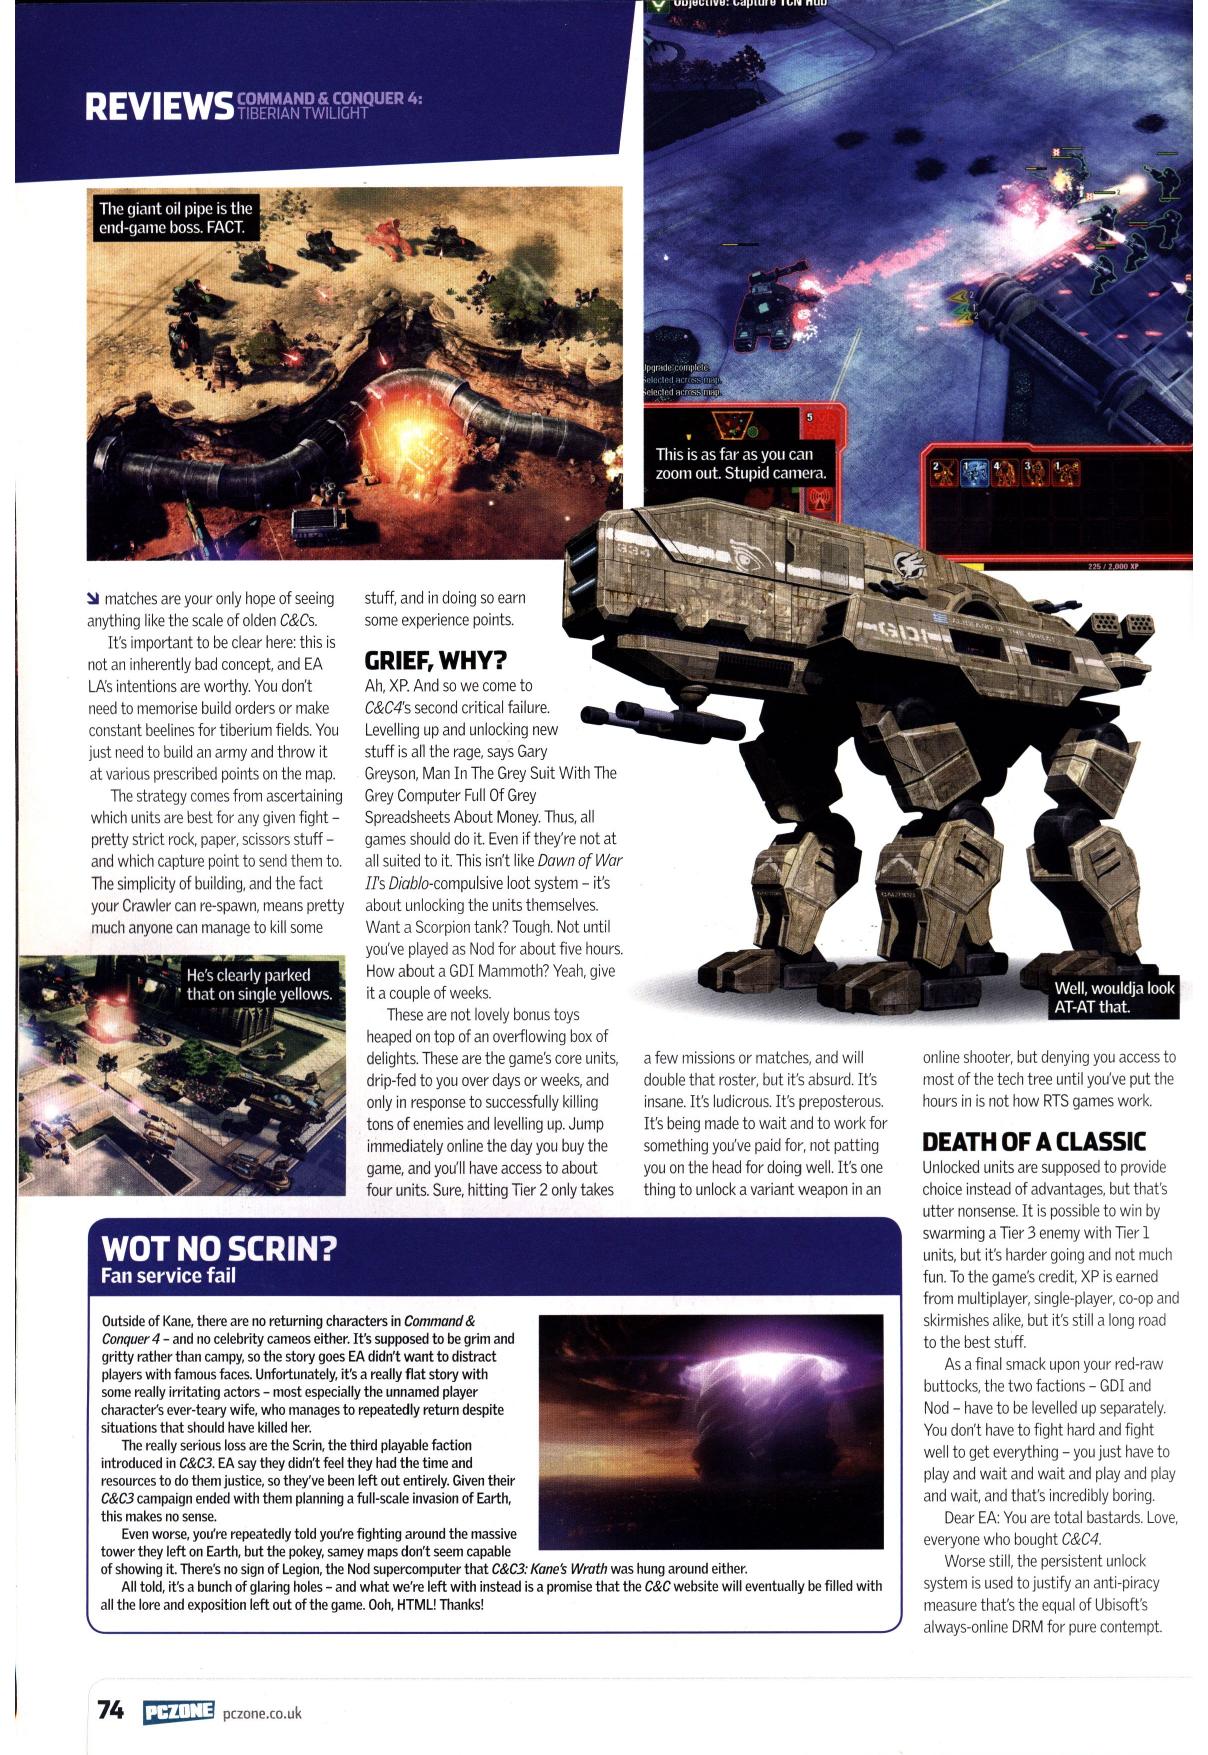 REVIEWS COMMAND & CONQUER 4:
TIBERIAN TWILIGHT
The giant oil pipe is the
end-game boss. FACT.
Objective: Capture TCN Hub
Upgrade complete.
Selected across map.
Selected across map.
5
This is as far as you can
zoom out. Stupid camera.
2 1 4 3 1
225 / 2,000 XP
334
GDI
matches are your only hope of seeing
anything like the scale of olden C&Cs.
It's important to be clear here: this is
not an inherently bad concept, and EA
LA's intentions are worthy. You don't
need to memorise build orders or make
constant beelines for tiberium fields. You
just need to build an army and throw it
at various prescribed points on the map.
The strategy comes from ascertaining
which units are best for any given fight –
pretty strict rock, paper, scissors stuff –
and which capture point to send them to.
The simplicity of building, and the fact
your Crawler can re-spawn, means pretty
much anyone can manage to kill some
He's clearly parked
that on single yellows.
stuff, and in doing so earn
some experience points.
GRIEF, WHY?
Ah, XP. And so we come to
C&C4's second critical failure.
Levelling up and unlocking new
stuff is all the rage, says Gary
Greyson, Man In The Grey Suit With The
Grey Computer Full Of Grey
Spreadsheets About Money. Thus, all
games should do it. Even if they're not at
all suited to it. This isn't like Dawn of War
II's Diablo-compulsive loot system – it's
about unlocking the units themselves.
Want a Scorpion tank? Tough. Not until
you've played as Nod for about five hours.
How about a GDI Mammoth? Yeah, give
it a couple of weeks.
These are not lovely bonus toys
heaped on top of an overflowing box of
delights. These are the game's core units,
drip-fed to you over days or weeks, and
only in response to successfully killing
tons of enemies and levelling up. Jump
immediately online the day you buy the
game, and you'll have access to about
four units. Sure, hitting Tier 2 only takes
Well, wouldja look
AT-AT that.
a few missions or matches, and will
double that roster, but it's absurd. It's
insane. It's ludicrous. It's preposterous.
It's being made to wait and to work for
something you've paid for, not patting
you on the head for doing well. It's one
thing to unlock a variant weapon in an
online shooter, but denying you access to
most of the tech tree until you've put the
hours in is not how RTS games work.
DEATH OF A CLASSIC
Unlocked units are supposed to provide
choice instead of advantages, but that's
utter nonsense. It is possible to win by
swarming a Tier 3 enemy with Tier 1
units, but it's harder going and not much
fun. To the game's credit, XP is earned
from multiplayer, single-player, co-op and
skirmishes alike, but it's still a long road
to the best stuff.
As a final smack upon your red-raw
buttocks, the two factions – GDI and
Nod – have to be levelled up separately.
You don't have to fight hard and fight
well to get everything – you just have to
play and wait and wait and play and play
and wait, and that's incredibly boring.
Dear EA: You are total bastards. Love,
everyone who bought C&C4.
Worse still, the persistent unlock
system is used to justify an anti-piracy
measure that's the equal of Ubisoft's
always-online DRM for pure contempt.
WOT NO SCRIN?
Fan service fail
Outside of Kane, there are no returning characters in Command &
Conquer 4 – and no celebrity cameos either. It's supposed to be grim and
gritty rather than campy, so the story goes EA didn't want to distract
players with famous faces. Unfortunately, it's a really flat story with
some really irritating actors – most especially the unnamed player
character's ever-teary wife, who manages to repeatedly return despite
situations that should have killed her.
The really serious loss are the Scrin, the third playable faction
introduced in C&C3. EA say they didn't feel they had the time and
resources to do them justice, so they've been left out entirely. Given their
C&C3 campaign ended with them planning a full-scale invasion of Earth,
this makes no sense.
Even worse, you're repeatedly told you're fighting around the massive
tower they left on Earth, but the pokey, samey maps don't seem capable
of showing it. There's no sign of Legion, the Nod supercomputer that C&C3: Kane's Wrath was hung around either.
All told, it's a bunch of glaring holes – and what we're left with instead is a promise that the C&C website will eventually be filled with
all the lore and exposition left out of the game. Ooh, HTML! Thanks!
74 PCZONE pczone.co.uk